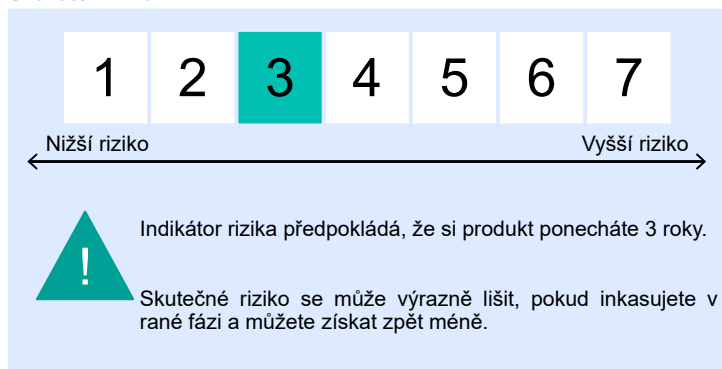 1 2 3 4 5 6 7
Nižší riziko Vyšší riziko
!
Indikátor rizika předpokládá, že si produkt ponecháte 3 roky.
Skutečné riziko se může výrazně lišit, pokud inkasujete v
rané fázi a můžete získat zpět méně.